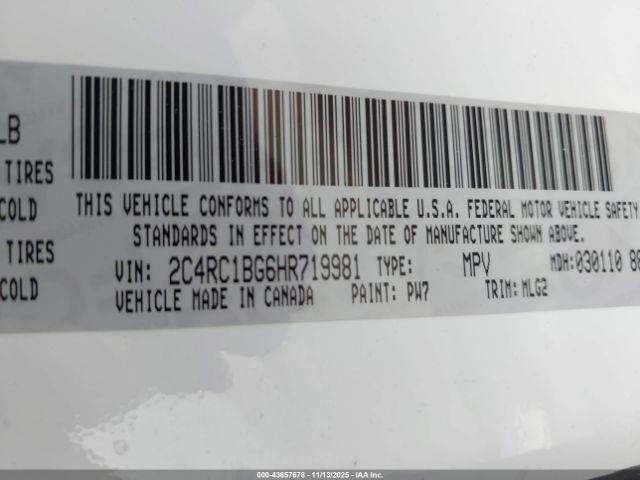 LB
TIRES
COLD
TIRES
COLD
THIS VEHICLE CONFORMS TO ALL APPLICABLE U.S.A. FEDERAL MOTOR VEHICLE SAFETY
STANDARDS IN EFFECT ON THE DATE OF MANUFACTURE SHOWN ABOVE.
VIN: 2C4RC1BG6HR719981 TYPE: MPV MDH:030110 88
VEHICLE MADE IN CANADA PAINT: PW7 TRIM:MLG2
000-43657678 - 11/13/2025 - IAA Inc.